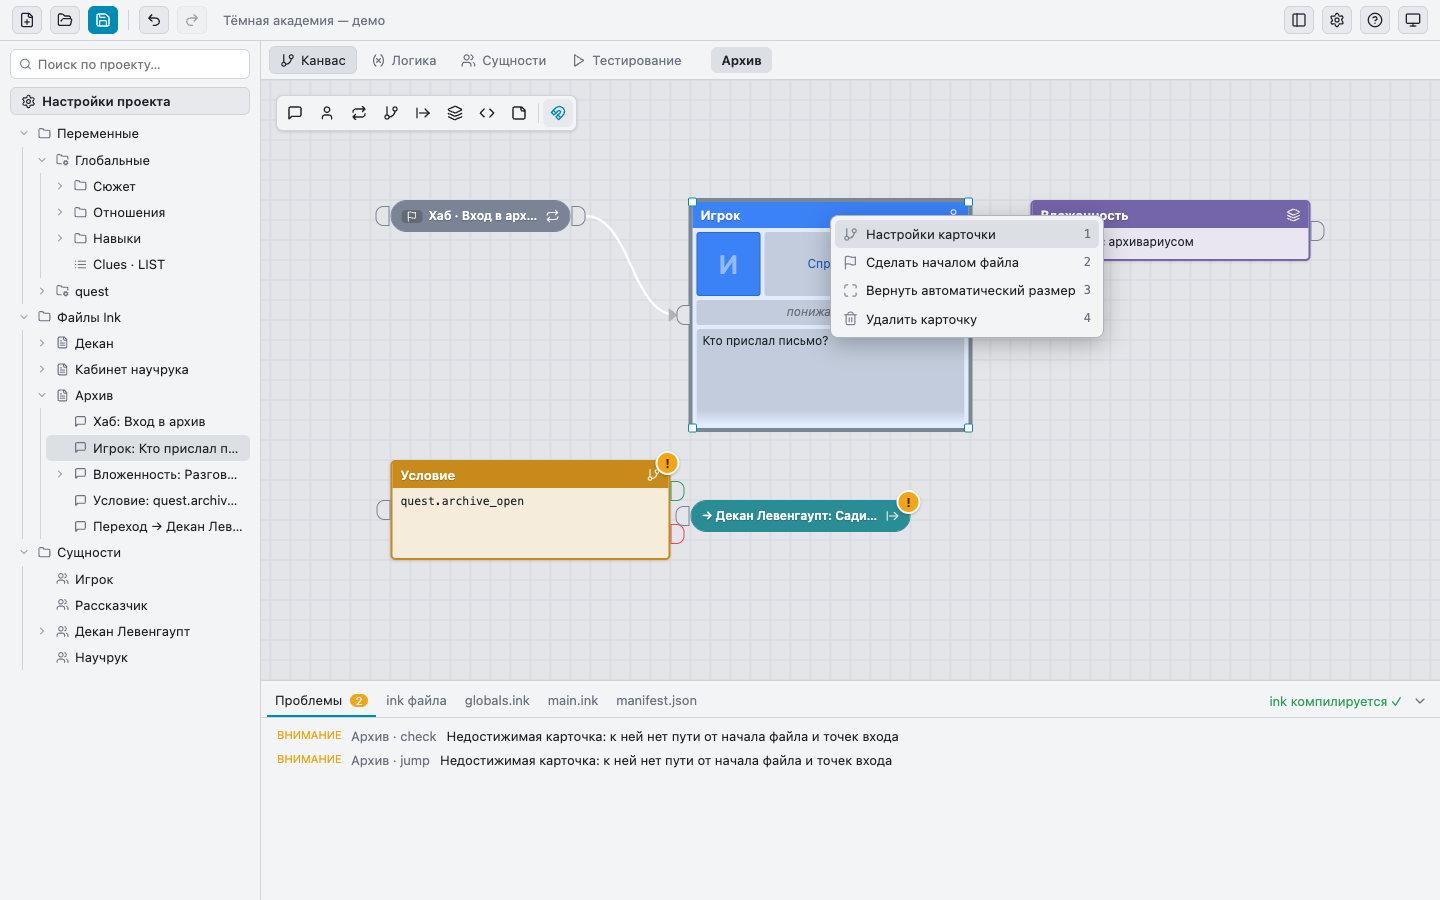 Тёмная академия — демо
Поиск по проекту...
Настройки проекта
Переменные
Глобальные
Сюжет
Отношения
Навыки
Clues · LIST
quest
Файлы Ink
Декан
Кабинет научрука
Архив
Хаб: Вход в архив
Игрок: Кто прислал п...
Вложенность: Разгов...
Условие: quest.archiv...
Переход → Декан Лев...
Сущности
Игрок
Рассказчик
Декан Левенгаупт
Научрук
Канвас
Логика
Сущности
Тестирование
Архив
Хаб · Вход в арх...
Игрок
И
Спр
понижа
Кто прислал письмо?
Настройки карточки 1
Сделать началом файла 2
Вернуть автоматический размер 3
Удалить карточку 4
архивариусом
Условие
!
quest.archive_open
→ Декан Левенгаупт: Сади...
!
Проблемы 2
ink файла
globals.ink
main.ink
manifest.json
ink компилируется ✓
ВНИМАНИЕ Архив · check Недостижимая карточка: к ней нет пути от начала файла и точек входа
ВНИМАНИЕ Архив · jump Недостижимая карточка: к ней нет пути от начала файла и точек входа